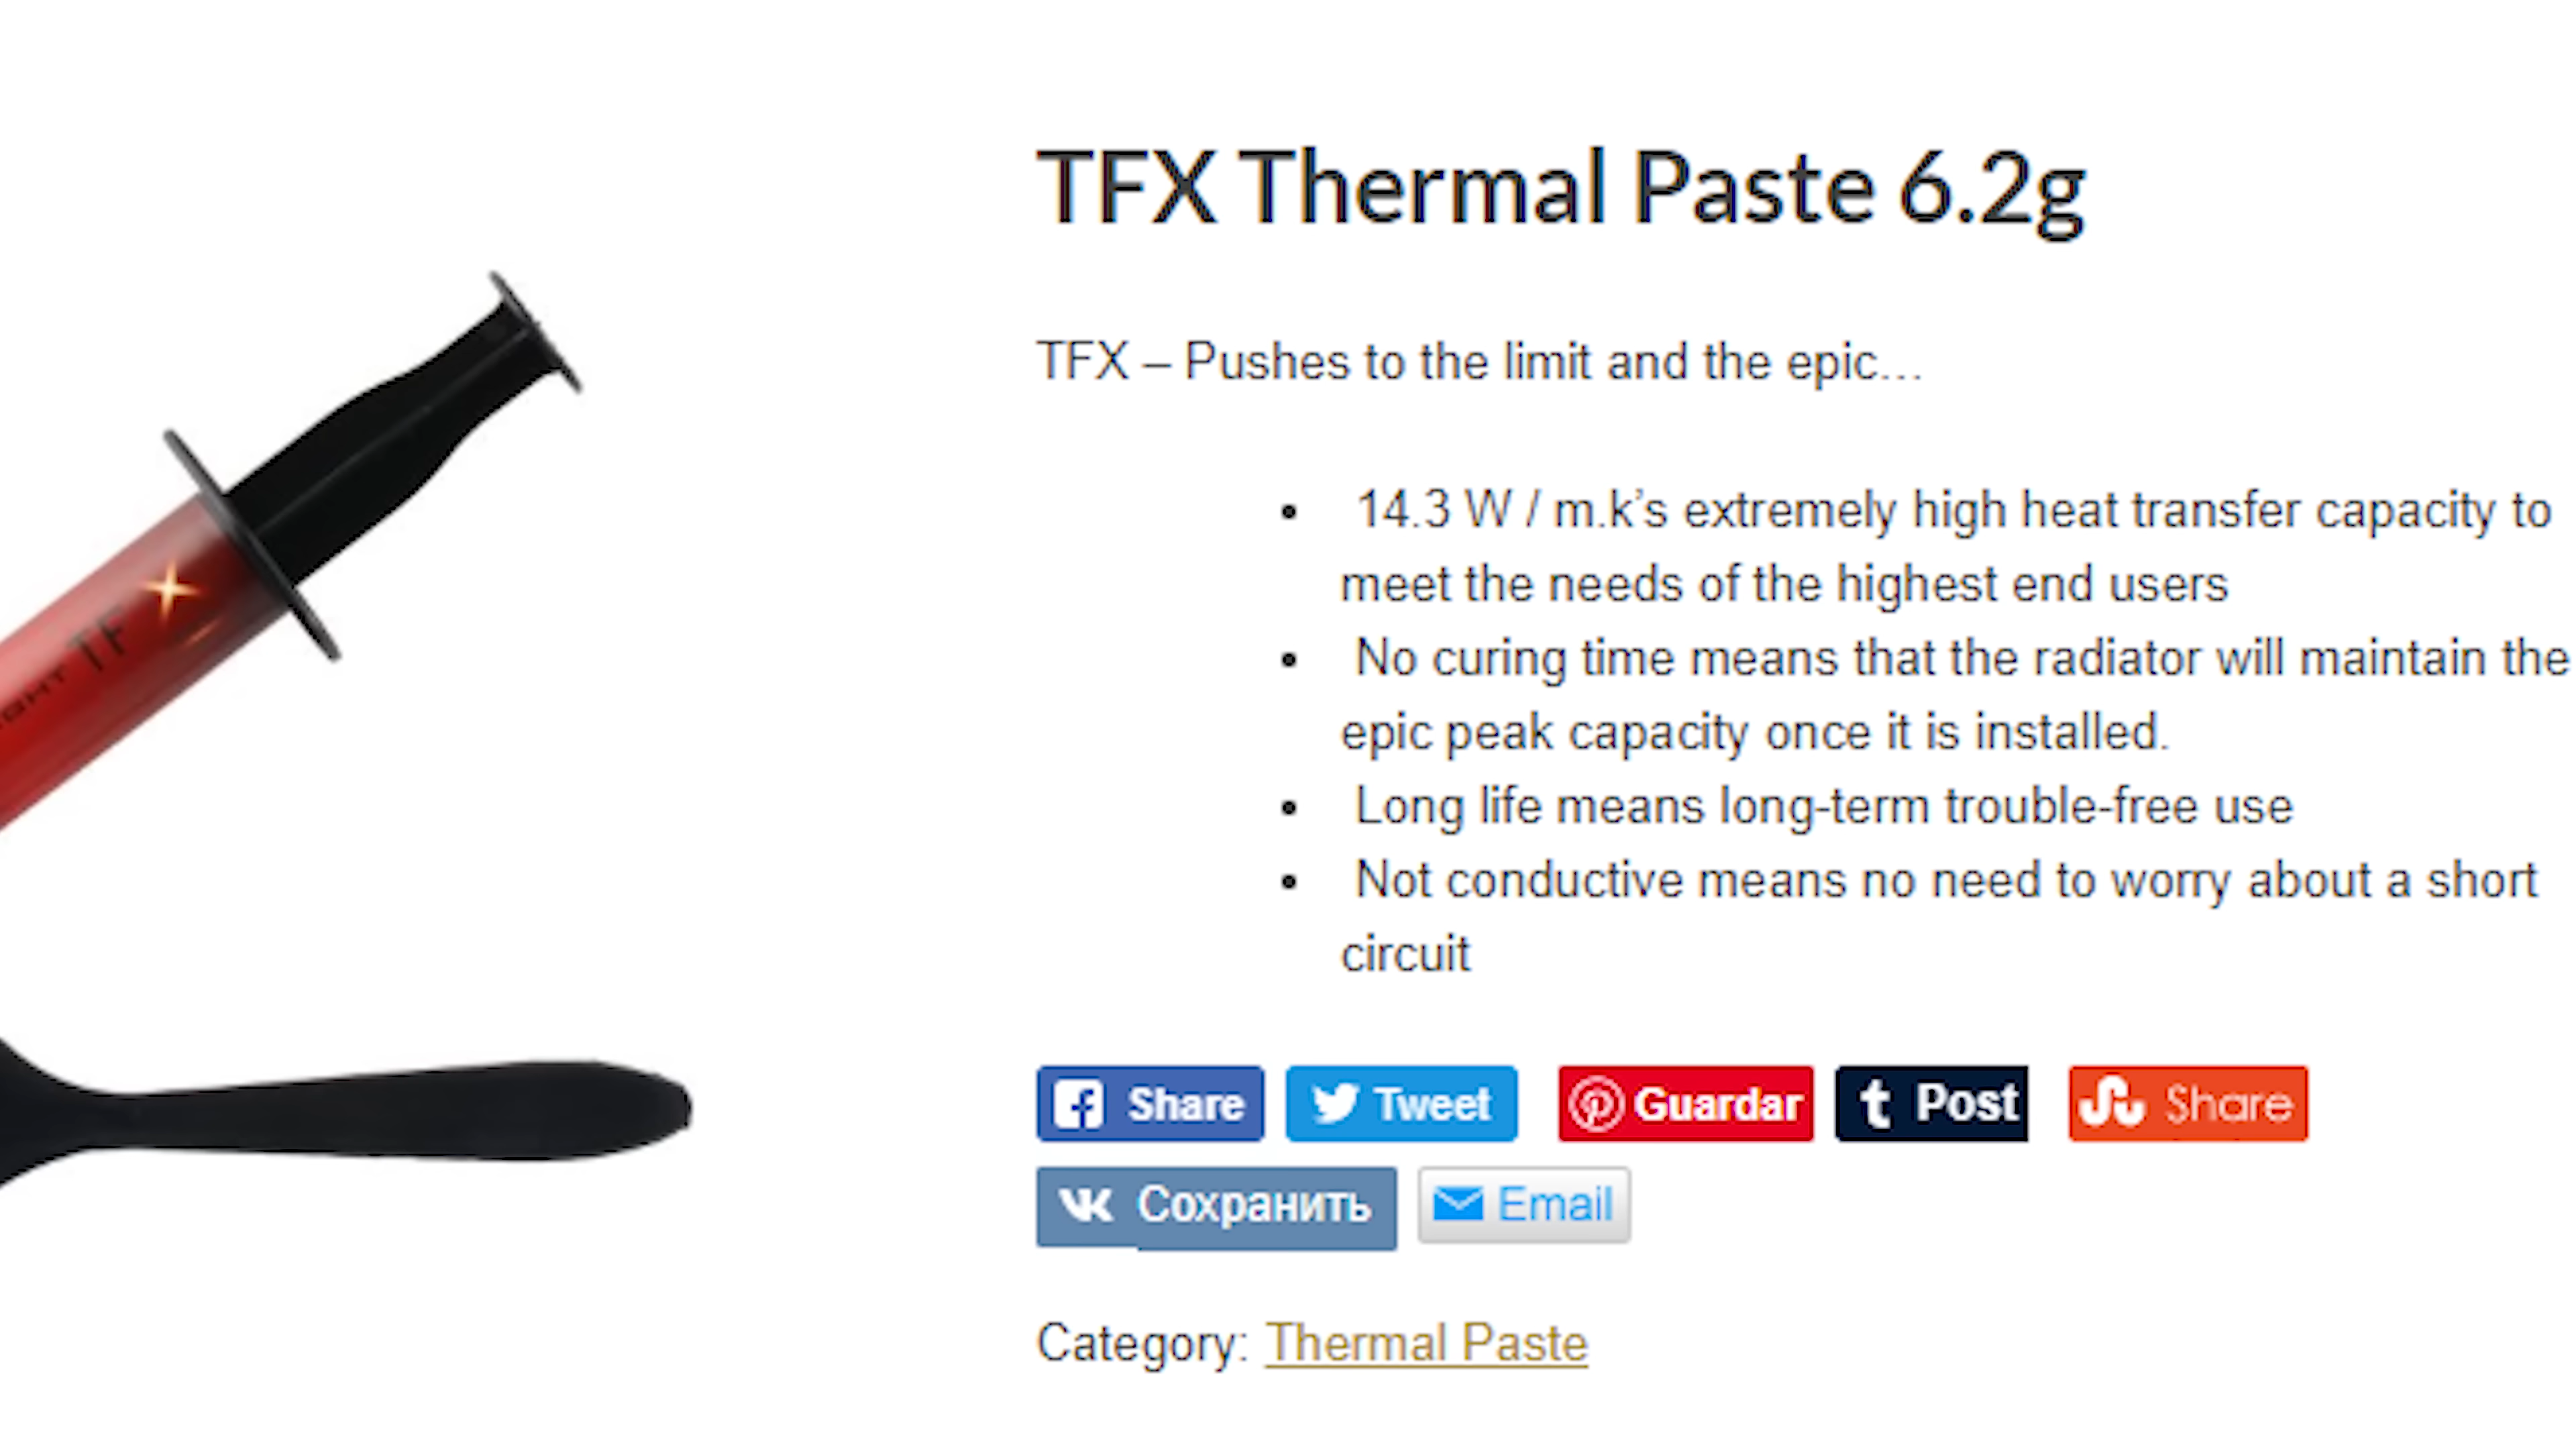 TFX Thermal Paste 6.2g
TFX – Pushes to the limit and the epic…
• 14.3 W / m.k’s extremely high heat transfer capacity to
meet the needs of the highest end users
• No curing time means that the radiator will maintain the
epic peak capacity once it is installed.
• Long life means long-term trouble-free use
• Not conductive means no need to worry about a short
circuit
TF
Share Tweet Guardar Post Share
Сохранить Email
Category: Thermal Paste